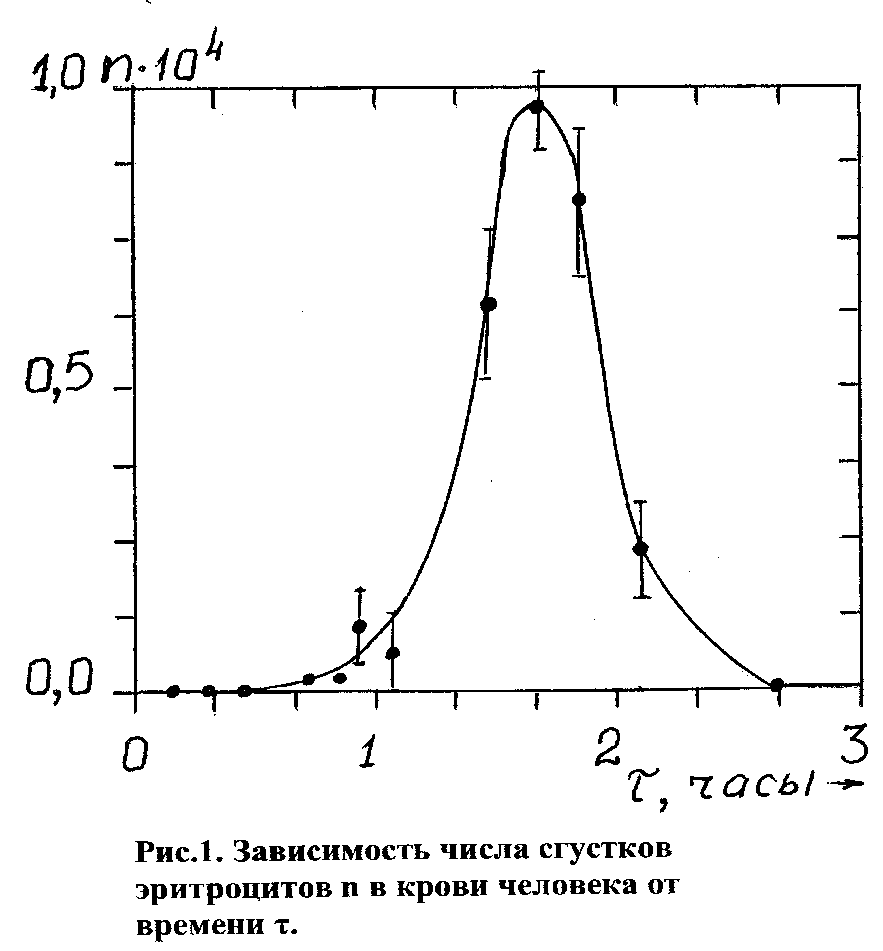 1,0 n·10⁴
0,5
0,0
0 1 2 3
τ, часы →
Рис.1. Зависимость числа сгустков
эритроцитов n в крови человека от
времени τ.